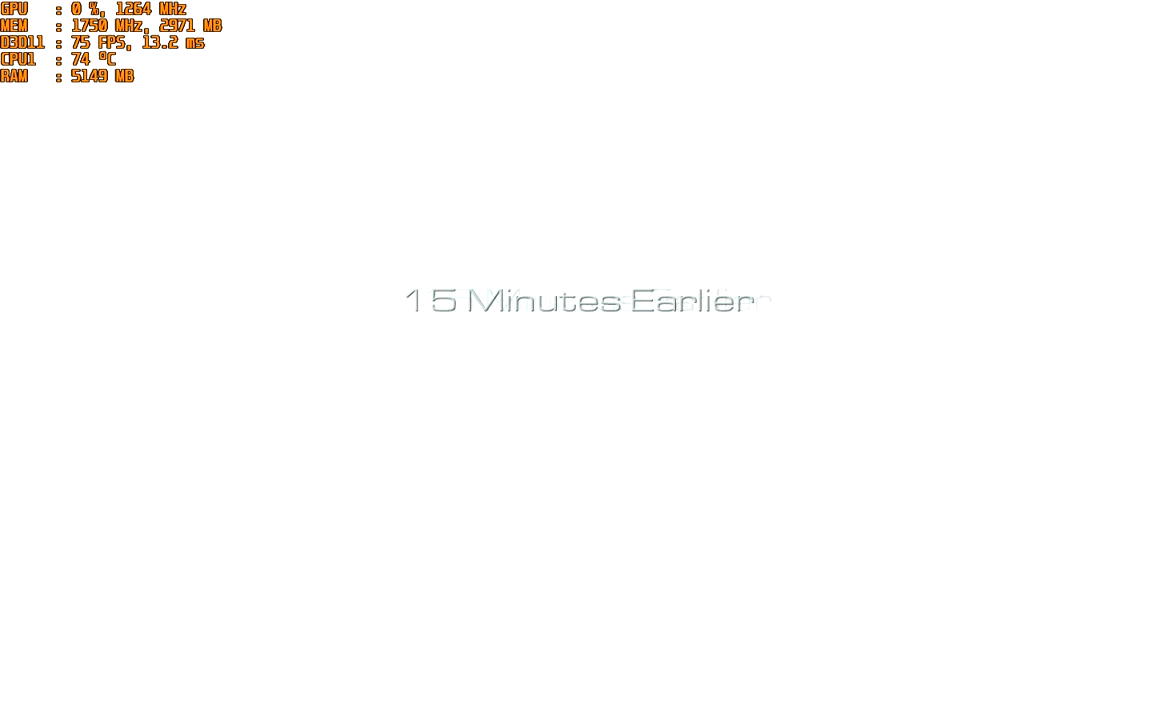 GPU : 0 %, 1264 MHz
MEM : 1750 MHz, 2971 MB
D3D11 : 75 FPS, 13.2 ms
CPU1 : 74 °C
RAM : 5149 MB
15 Minutes Earlier